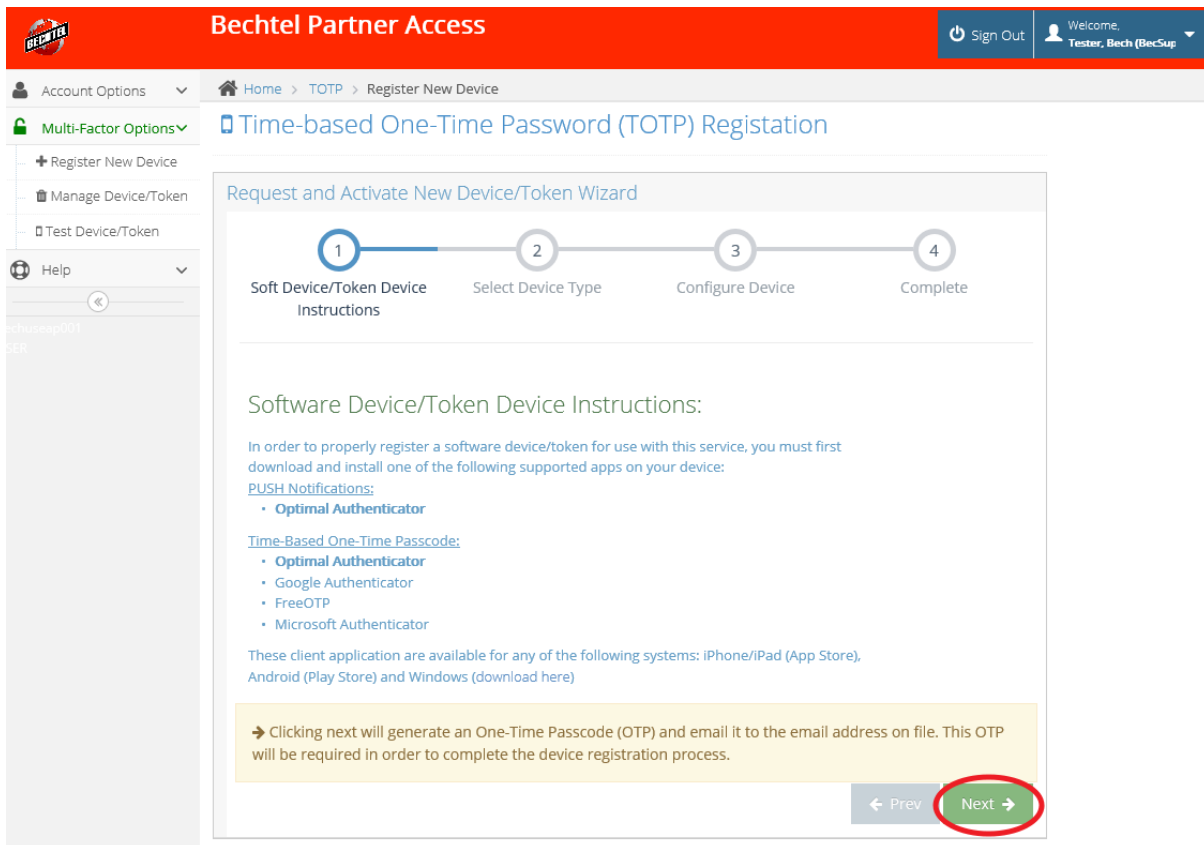 BECHTEL
Bechtel Partner Access
Sign Out
Welcome,
Tester, Bech (BecSup
Account Options
Multi-Factor Options
Register New Device
Manage Device/Token
Test Device/Token
Help
echuseap001
SER
Home > TOTP > Register New Device
Time-based One-Time Password (TOTP) Registation
Request and Activate New Device/Token Wizard
1
2
3
4
Soft Device/Token Device
Instructions
Select Device Type
Configure Device
Complete
Software Device/Token Device Instructions:
In order to properly register a software device/token for use with this service, you must first
download and install one of the following supported apps on your device:
PUSH Notifications:
• Optimal Authenticator
Time-Based One-Time Passcode:
• Optimal Authenticator
• Google Authenticator
• FreeOTP
• Microsoft Authenticator
These client application are available for any of the following systems: iPhone/iPad (App Store),
Android (Play Store) and Windows (download here)
Clicking next will generate an One-Time Passcode (OTP) and email it to the email address on file. This OTP
will be required in order to complete the device registration process.
Prev
Next